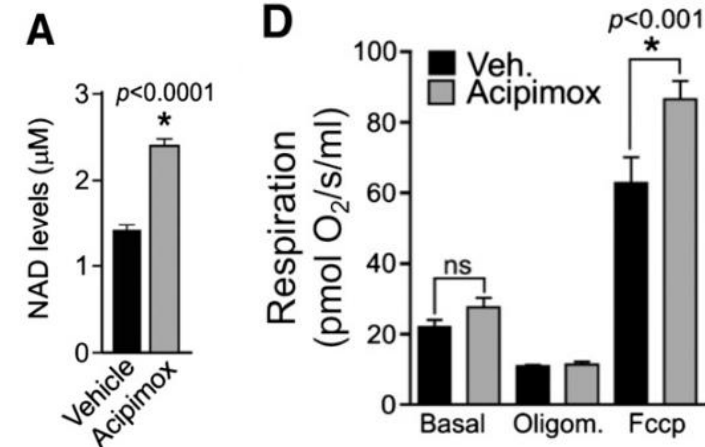 A
NAD levels (μM)
3
2
1
0
p<0.0001
*
Vehicle
Acipimox
D
Respiration
(pmol O₂/s/ml)
100
80
60
40
20
0
Veh.
Acipimox
p<0.001
*
ns
Basal
Oligom.
Fccp